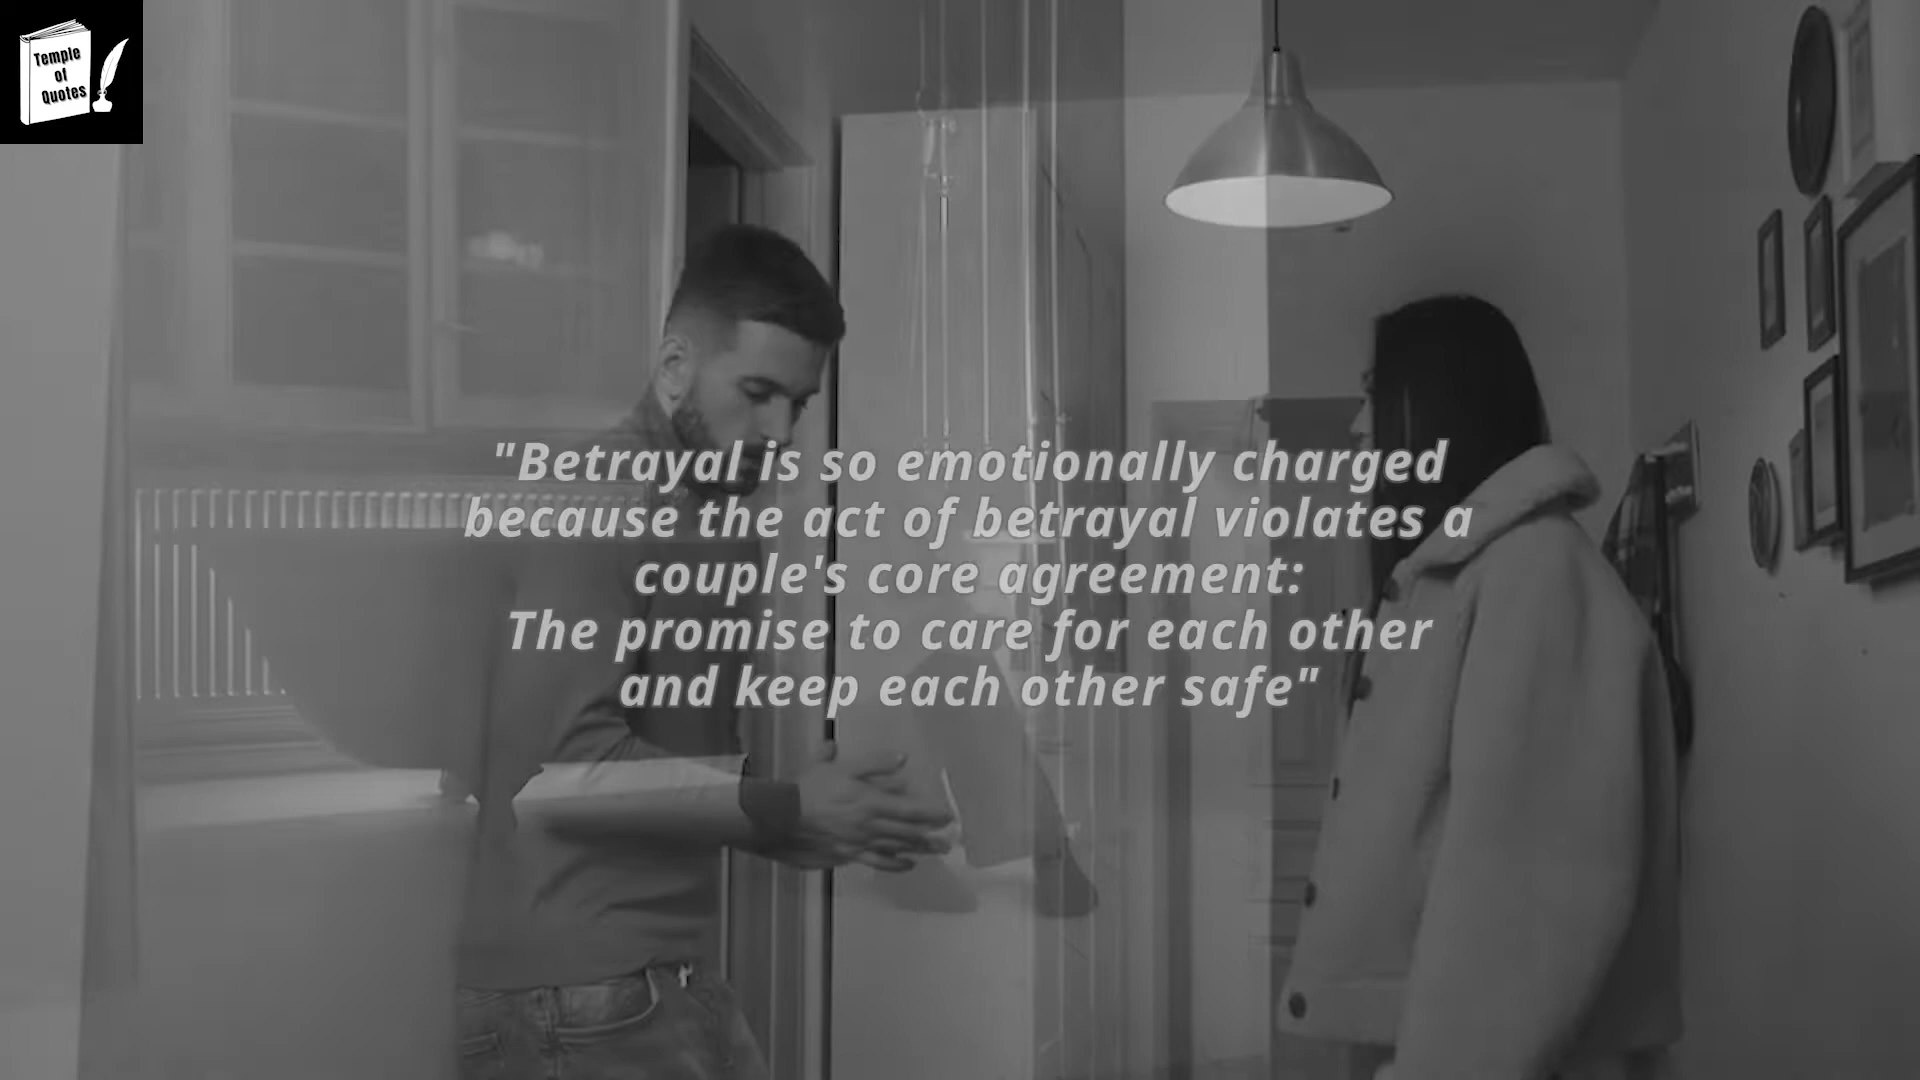 Temple
of
Quotes
"Betrayal is so emotionally charged
because the act of betrayal violates a
couple's core agreement:
The promise to care for each other
and keep each other safe"